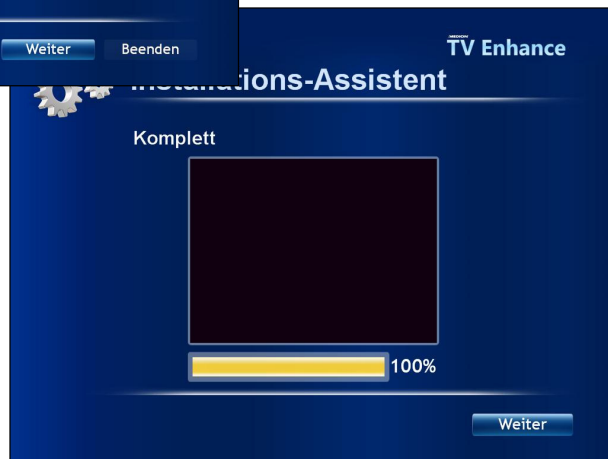 Weiter Beenden
MEDION
TV Enhance
Installations-Assistent
Komplett
100%
Weiter